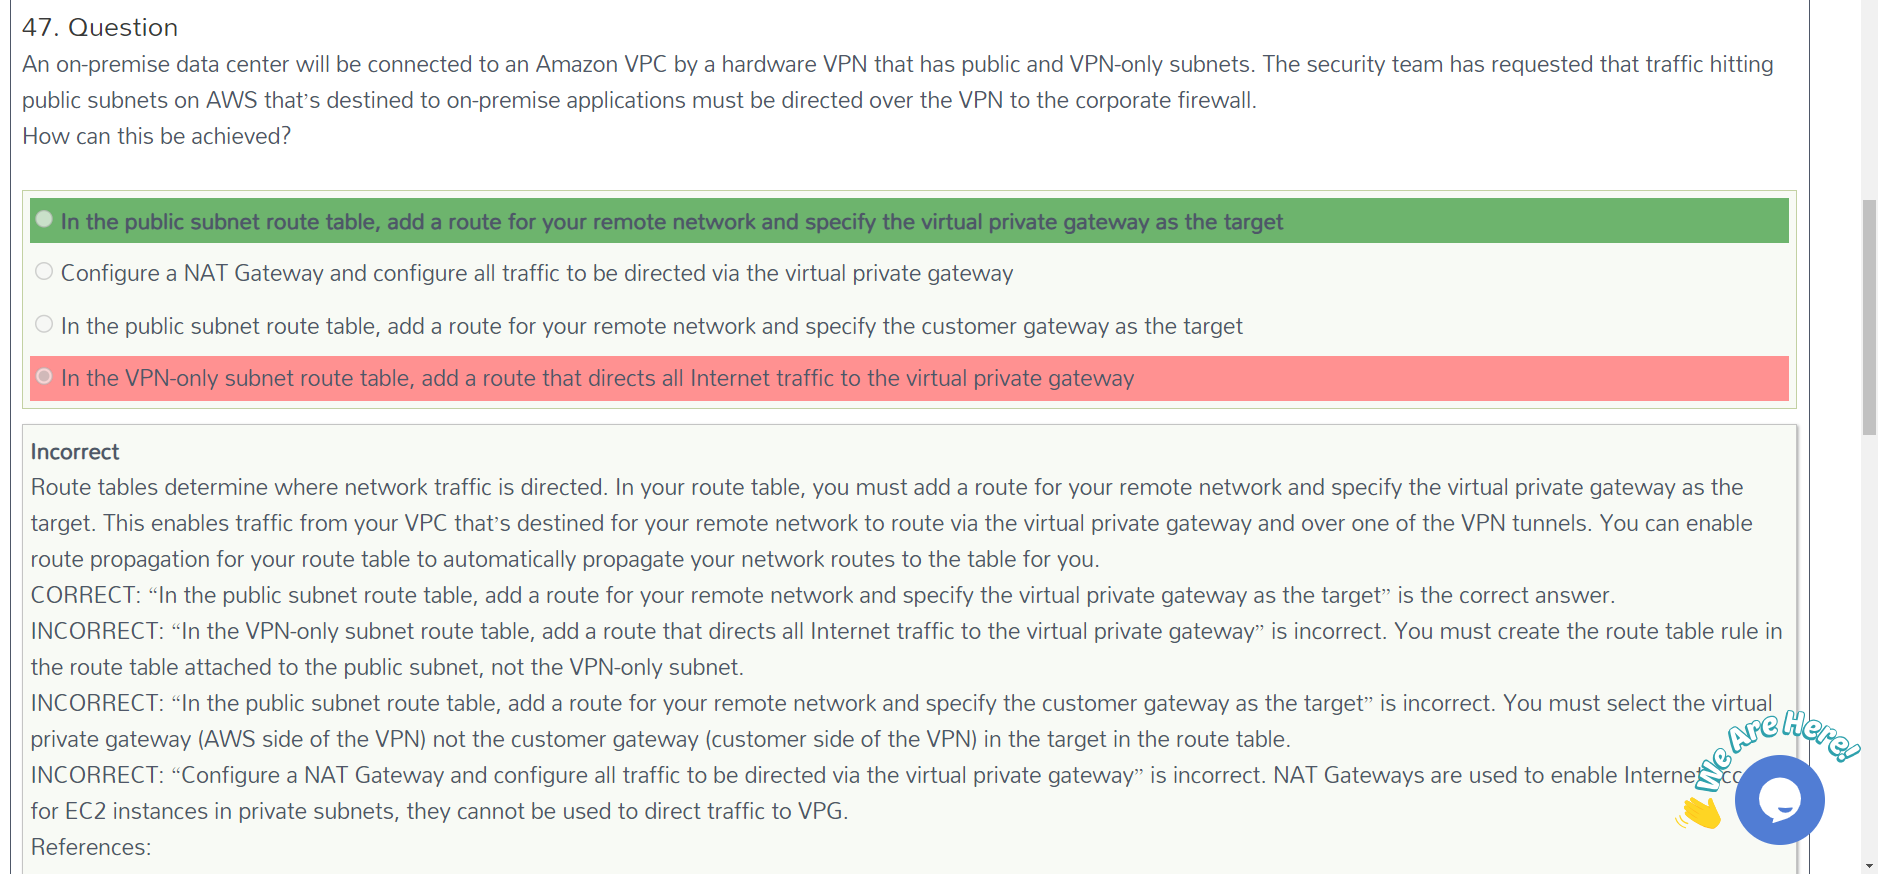 47. Question
An on-premise data center will be connected to an Amazon VPC by a hardware VPN that has public and VPN-only subnets. The security team has requested that traffic hitting
public subnets on AWS that’s destined to on-premise applications must be directed over the VPN to the corporate firewall.
How can this be achieved?
In the public subnet route table, add a route for your remote network and specify the virtual private gateway as the target
Configure a NAT Gateway and configure all traffic to be directed via the virtual private gateway
In the public subnet route table, add a route for your remote network and specify the customer gateway as the target
In the VPN-only subnet route table, add a route that directs all Internet traffic to the virtual private gateway
Incorrect
Route tables determine where network traffic is directed. In your route table, you must add a route for your remote network and specify the virtual private gateway as the
target. This enables traffic from your VPC that’s destined for your remote network to route via the virtual private gateway and over one of the VPN tunnels. You can enable
route propagation for your route table to automatically propagate your network routes to the table for you.
CORRECT: “In the public subnet route table, add a route for your remote network and specify the virtual private gateway as the target” is the correct answer.
INCORRECT: “In the VPN-only subnet route table, add a route that directs all Internet traffic to the virtual private gateway” is incorrect. You must create the route table rule in
the route table attached to the public subnet, not the VPN-only subnet.
INCORRECT: “In the public subnet route table, add a route for your remote network and specify the customer gateway as the target” is incorrect. You must select the virtual
private gateway (AWS side of the VPN) not the customer gateway (customer side of the VPN) in the target in the route table.
INCORRECT: “Configure a NAT Gateway and configure all traffic to be directed via the virtual private gateway” is incorrect. NAT Gateways are used to enable Internet
for EC2 instances in private subnets, they cannot be used to direct traffic to VPG.
References:
We Are Here!